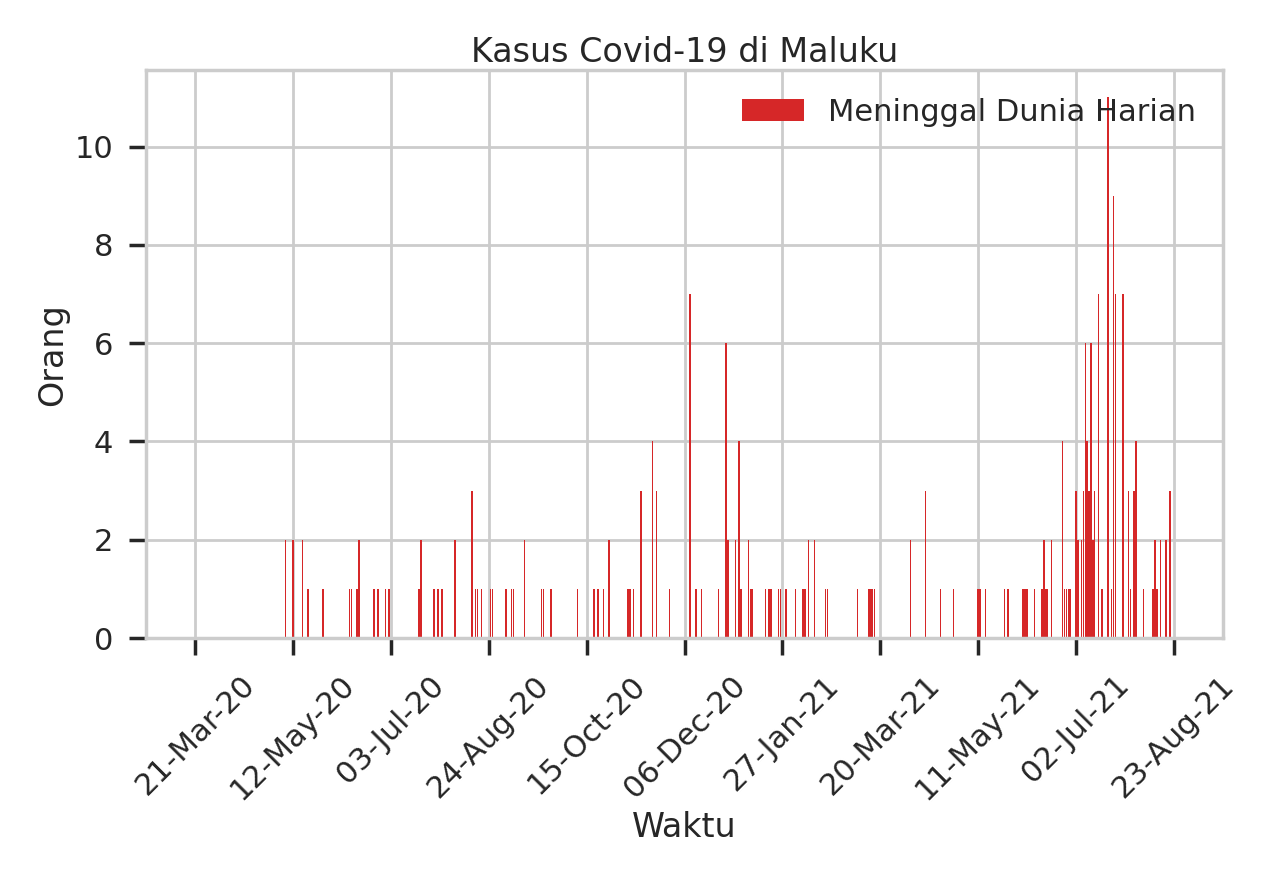 Kasus Covid-19 di Maluku
Meninggal Dunia Harian
Orang
10
8
6
4
2
0
21-Mar-20
12-May-20
03-Jul-20
24-Aug-20
15-Oct-20
06-Dec-20
27-Jan-21
20-Mar-21
11-May-21
02-Jul-21
23-Aug-21
Waktu